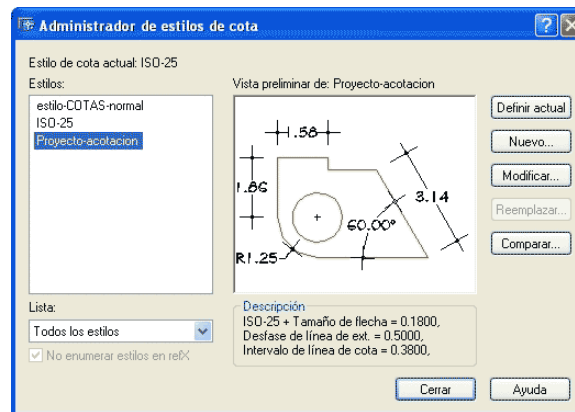 Administrador de estilos de cota
Estilo de cota actual: ISO-25
Estilos:
estilo-COTAS-normal
ISO-25
Proyecto-acotación
Vista preliminar de: Proyecto-acotacion
1.58
1.86
3.14
60.00°
R1.25
Definir actual
Nuevo...
Modificar...
Reemplazar...
Comparar...
Lista:
Todos los estilos
No enumerar estilos en refX
Descripción
ISO-25 + Tamaño de flecha = 0.1800,
Desfase de línea de ext. = 0.5000,
Intervalo de línea de cota = 0.3800,
Cerrar
Ayuda